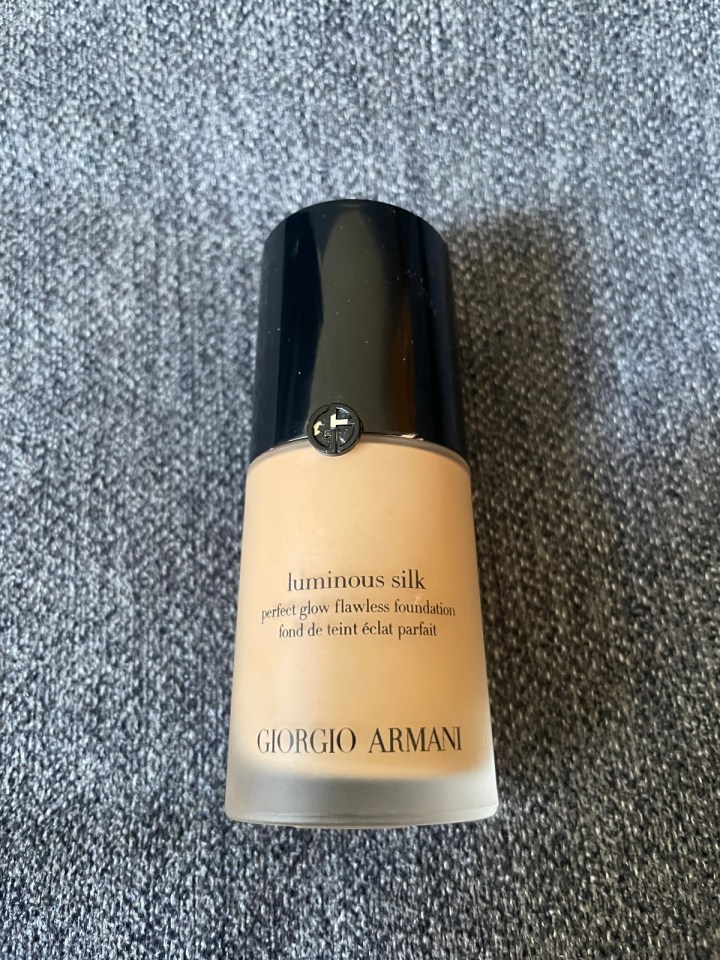 luminous silk
perfect glow flawless foundation
fond de teint éclat parfait
GIORGIO ARMANI